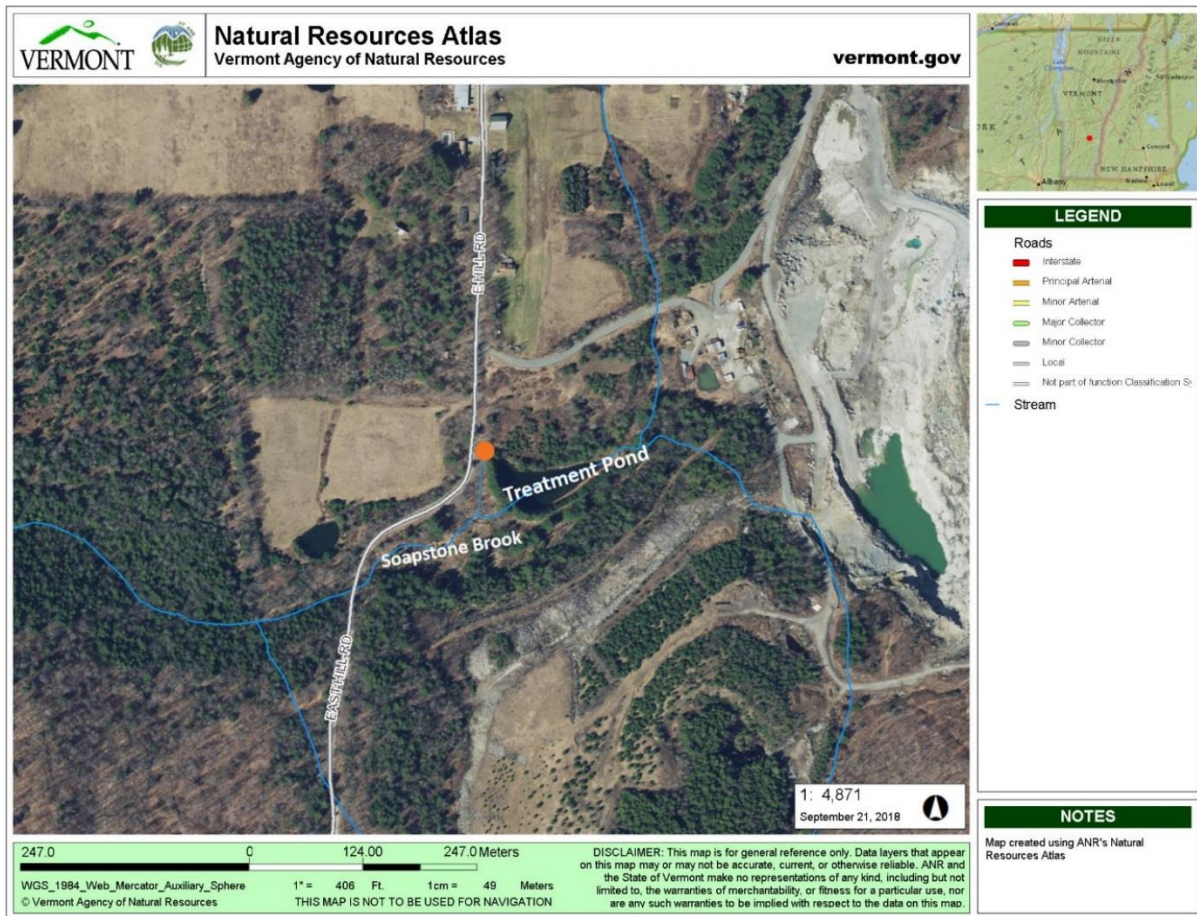 VERMONT
Natural Resources Atlas
Vermont Agency of Natural Resources
vermont.gov
E HILL RD
Treatment Pond
Soapstone Brook
EAST HILL RD
1: 4,871
September 21, 2018
VERMONT
Montpelier
Concord
NEW HAMPSHIRE
Albany
Lowell
LEGEND
Roads
Interstate
Principal Arterial
Minor Arterial
Major Collector
Minor Collector
Local
Not part of function Classification S
Stream
NOTES
Map created using ANR's Natural
Resources Atlas
247.0 0 124.00 247.0 Meters
WGS_1984_Web_Mercator_Auxiliary_Sphere
© Vermont Agency of Natural Resources
1" = 406 Ft. 1cm = 49 Meters
THIS MAP IS NOT TO BE USED FOR NAVIGATION
DISCLAIMER: This map is for general reference only. Data layers that appear
on this map may or may not be accurate, current, or otherwise reliable. ANR and
the State of Vermont make no representations of any kind, including but not
limited to, the warranties of merchantability, or fitness for a particular use, nor
are any such warranties to be implied with respect to the data on this map.